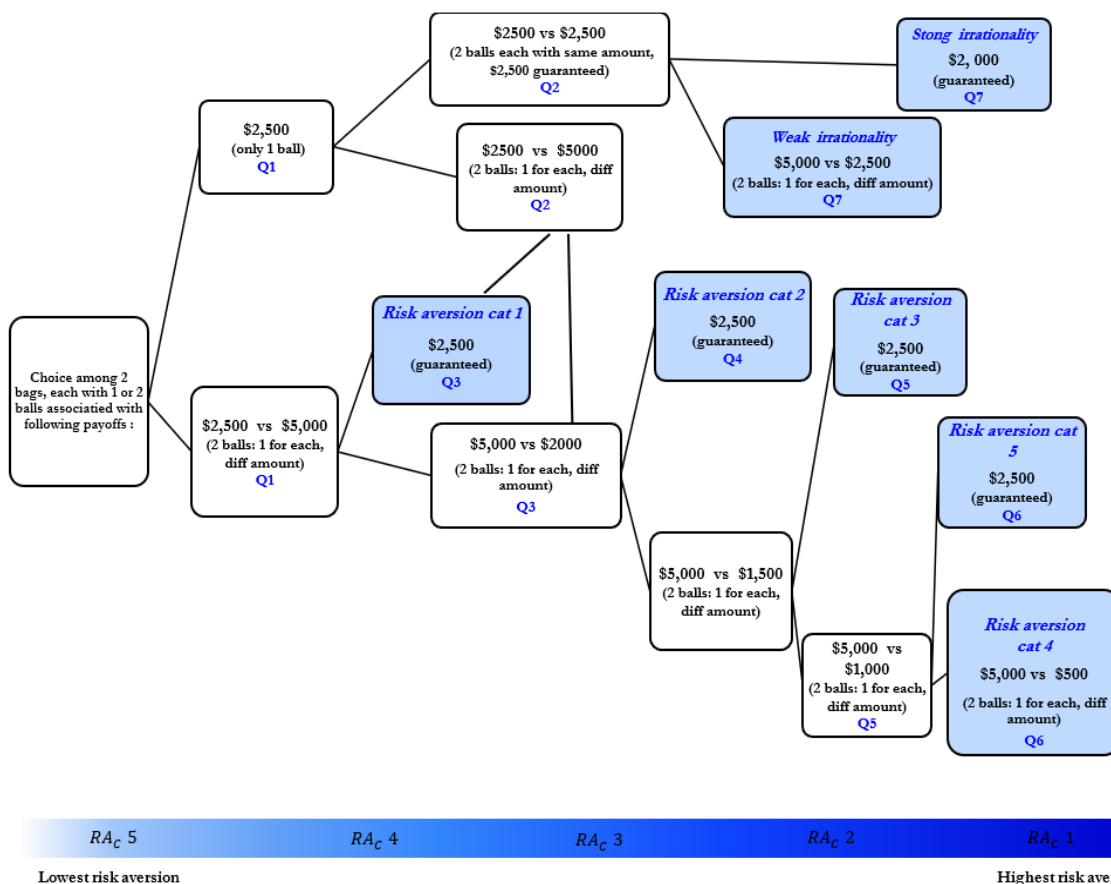 $2500 vs $2,500
(2 balls each with same amount,
$2,500 guaranteed)
Q2
Stong irrationality
$2, 000
(guaranteed)
Q7
$2,500
(only 1 ball)
Q1
Weak irrationality
$5,000 vs $2,500
(2 balls: 1 for each, diff amount)
Q7
$2500 vs $5000
(2 balls: 1 for each, diff
amount)
Q2
Risk aversion cat 1
$2,500
(guaranteed)
Q3
Risk aversion cat 2
$2,500
(guaranteed)
Q4
Risk aversion
cat 3
$2,500
(guaranteed)
Q5
Choice among 2
bags, each with 1 or 2
balls associatied with
following payoffs :
$2,500 vs $5,000
(2 balls: 1 for each,
diff amount)
Q1
$5,000 vs $2000
(2 balls: 1 for each, diff
amount)
Q3
Risk aversion cat
5
$2,500
(guaranteed)
Q6
$5,000 vs $1,500
(2 balls: 1 for each,
diff amount)
$5,000 vs
$1,000
(2 balls: 1 for each,
diff amount)
Q5
Risk aversion
cat 4
$5,000 vs $500
(2 balls: 1 for each, diff
amount)
Q6
RA_C 5 RA_C 4 RA_C 3 RA_C 2 RA_C 1
Lowest risk aversion Highest risk aver